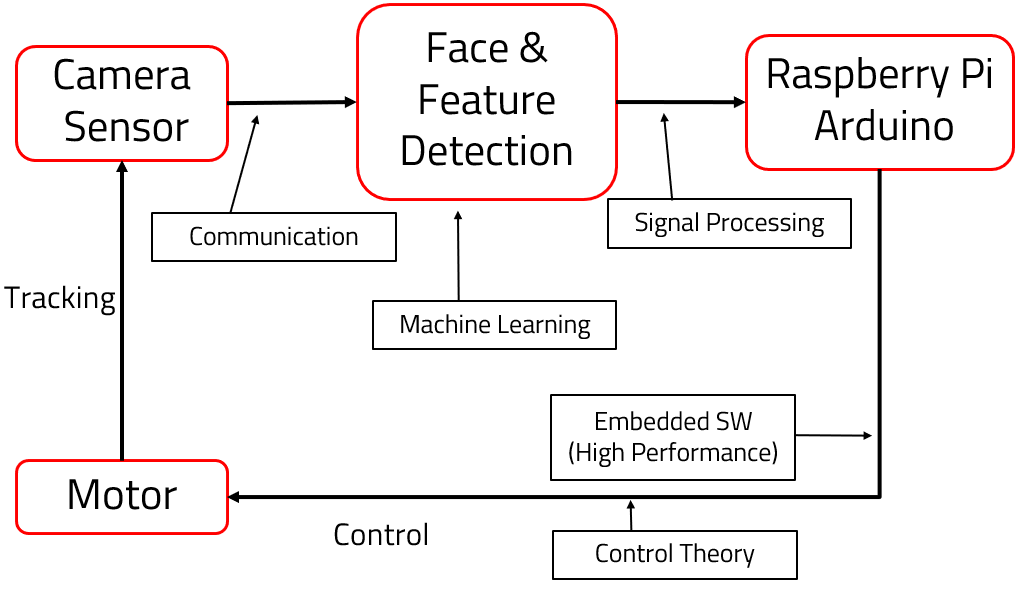 Camera
Sensor
Face &
Feature
Detection
Raspberry Pi
Arduino
Communication
Signal Processing
Tracking
Machine Learning
Embedded SW
(High Performance)
Motor
Control
Control Theory